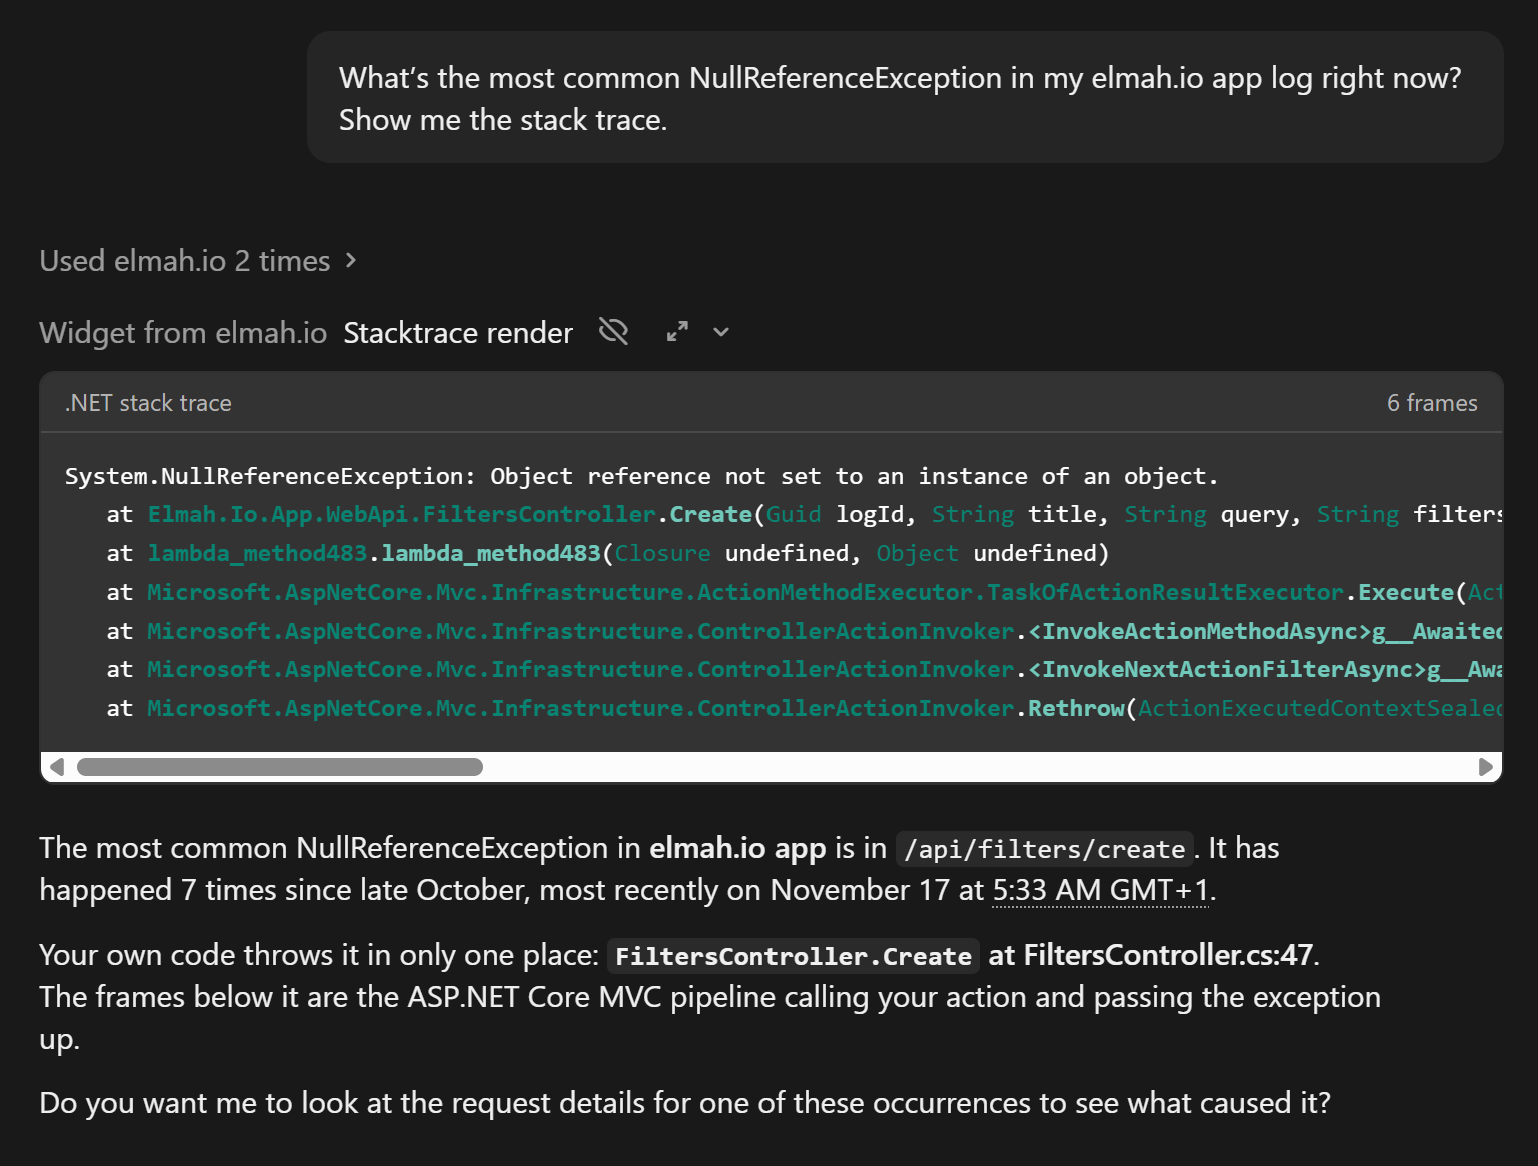 What's the most common NullReferenceException in my elmah.io app log right now?
Show me the stack trace.
Used elmah.io 2 times
Widget from elmah.io Stacktrace render
.NET stack trace 6 frames
System.NullReferenceException: Object reference not set to an instance of an object.
at Elmah.Io.App.WebApi.FiltersController.Create(Guid logId, String title, String query, String filters
at lambda_method483.lambda_method483(Closure undefined, Object undefined)
at Microsoft.AspNetCore.Mvc.Infrastructure.ActionMethodExecutor.TaskOfActionResultExecutor.Execute(Act
at Microsoft.AspNetCore.Mvc.Infrastructure.ControllerActionInvoker.<InvokeActionMethodAsync>g__Awaited
at Microsoft.AspNetCore.Mvc.Infrastructure.ControllerActionInvoker.<InvokeNextActionFilterAsync>g__Awa
at Microsoft.AspNetCore.Mvc.Infrastructure.ControllerActionInvoker.Rethrow(ActionExecutedContextSealed
The most common NullReferenceException in elmah.io app is in /api/filters/create. It has
happened 7 times since late October, most recently on November 17 at 5:33 AM GMT+1.
Your own code throws it in only one place: FiltersController.Create at FiltersController.cs:47.
The frames below it are the ASP.NET Core MVC pipeline calling your action and passing the exception
up.
Do you want me to look at the request details for one of these occurrences to see what caused it?